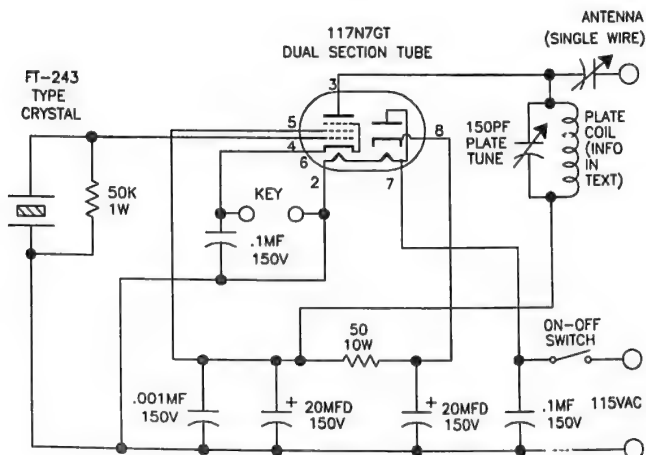 117N7GT
DUAL SECTION TUBE
ANTENNA
(SINGLE WIRE)
FT-243
TYPE
CRYSTAL
3
5
4
6
2
7
8
150PF
PLATE
TUNE
PLATE
COIL
(INFO
IN
TEXT)
50K
1W
KEY
.1MF
150V
50
10W
ON-OFF
SWITCH
.001MF
150V
+
20MFD
150V
+
20MFD
150V
.1MF
150V
115VAC